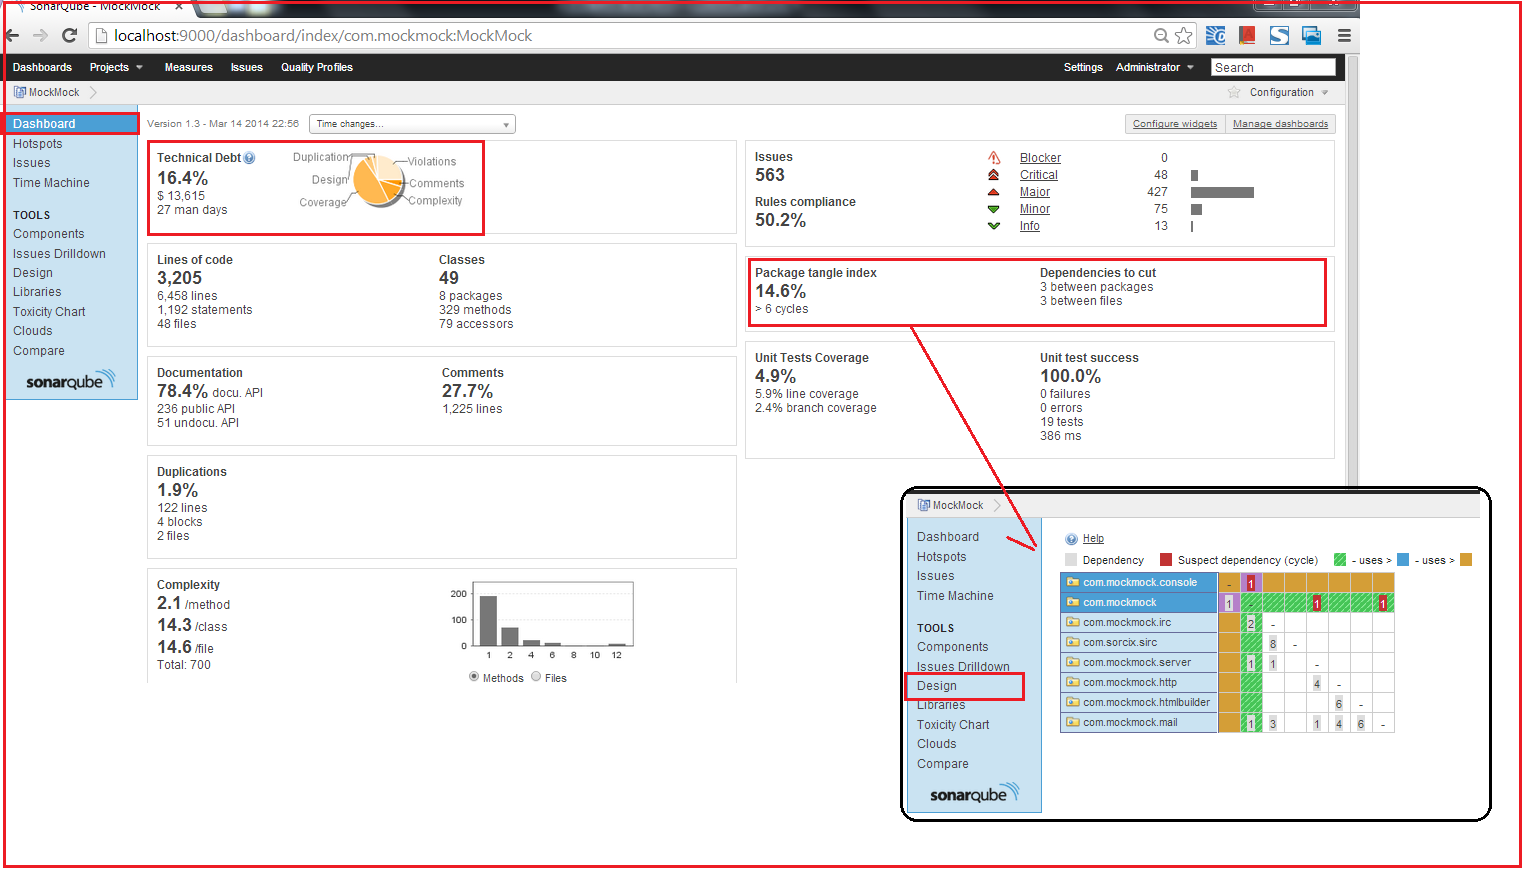 SonarQube - MockMock
localhost:9000/dashboard/index/com.mockmock:MockMock
Dashboards Projects Measures Issues Quality Profiles Settings Administrator Search
MockMock Configuration
Dashboard
Hotspots
Issues
Time Machine
TOOLS
Components
Issues Drilldown
Design
Libraries
Toxicity Chart
Clouds
Compare
sonarqube
Version 1.3 - Mar 14 2014 22:56 Time changes... Configure widgets Manage dashboards
Technical Debt
16.4%
$ 13,615
27 man days
Duplication
Design
Coverage
Violations
Comments
Complexity
Lines of code
3,205
6,458 lines
1,192 statements
48 files
Classes
49
8 packages
329 methods
79 accessors
Documentation
78.4% docu. API
236 public API
51 undocu. API
Comments
27.7%
1,225 lines
Duplications
1.9%
122 lines
4 blocks
2 files
Complexity
2.1 /method
14.3 /class
14.6 /file
Total: 700
200
100
0
1 2 4 6 8 10 12
Methods Files
Issues
563
Rules compliance
50.2%
Blocker 0
Critical 48
Major 427
Minor 75
Info 13
Package tangle index
14.6%
> 6 cycles
Dependencies to cut
3 between packages
3 between files
Unit Tests Coverage
4.9%
5.9% line coverage
2.4% branch coverage
Unit test success
100.0%
0 failures
0 errors
19 tests
386 ms
MockMock
Dashboard
Hotspots
Issues
Time Machine
TOOLS
Components
Issues Drilldown
Design
Libraries
Toxicity Chart
Clouds
Compare
sonarqube
Help
Dependency Suspect dependency (cycle) - uses > - uses >
com.mockmock.console - 1
com.mockmock 1 - 1 1
com.mockmock.irc 2 -
com.sorcix.sirc 8 -
com.mockmock.server 1 1 -
com.mockmock.http 4 -
com.mockmock.htmlbuilder 6 -
com.mockmock.mail 1 3 1 4 6 -